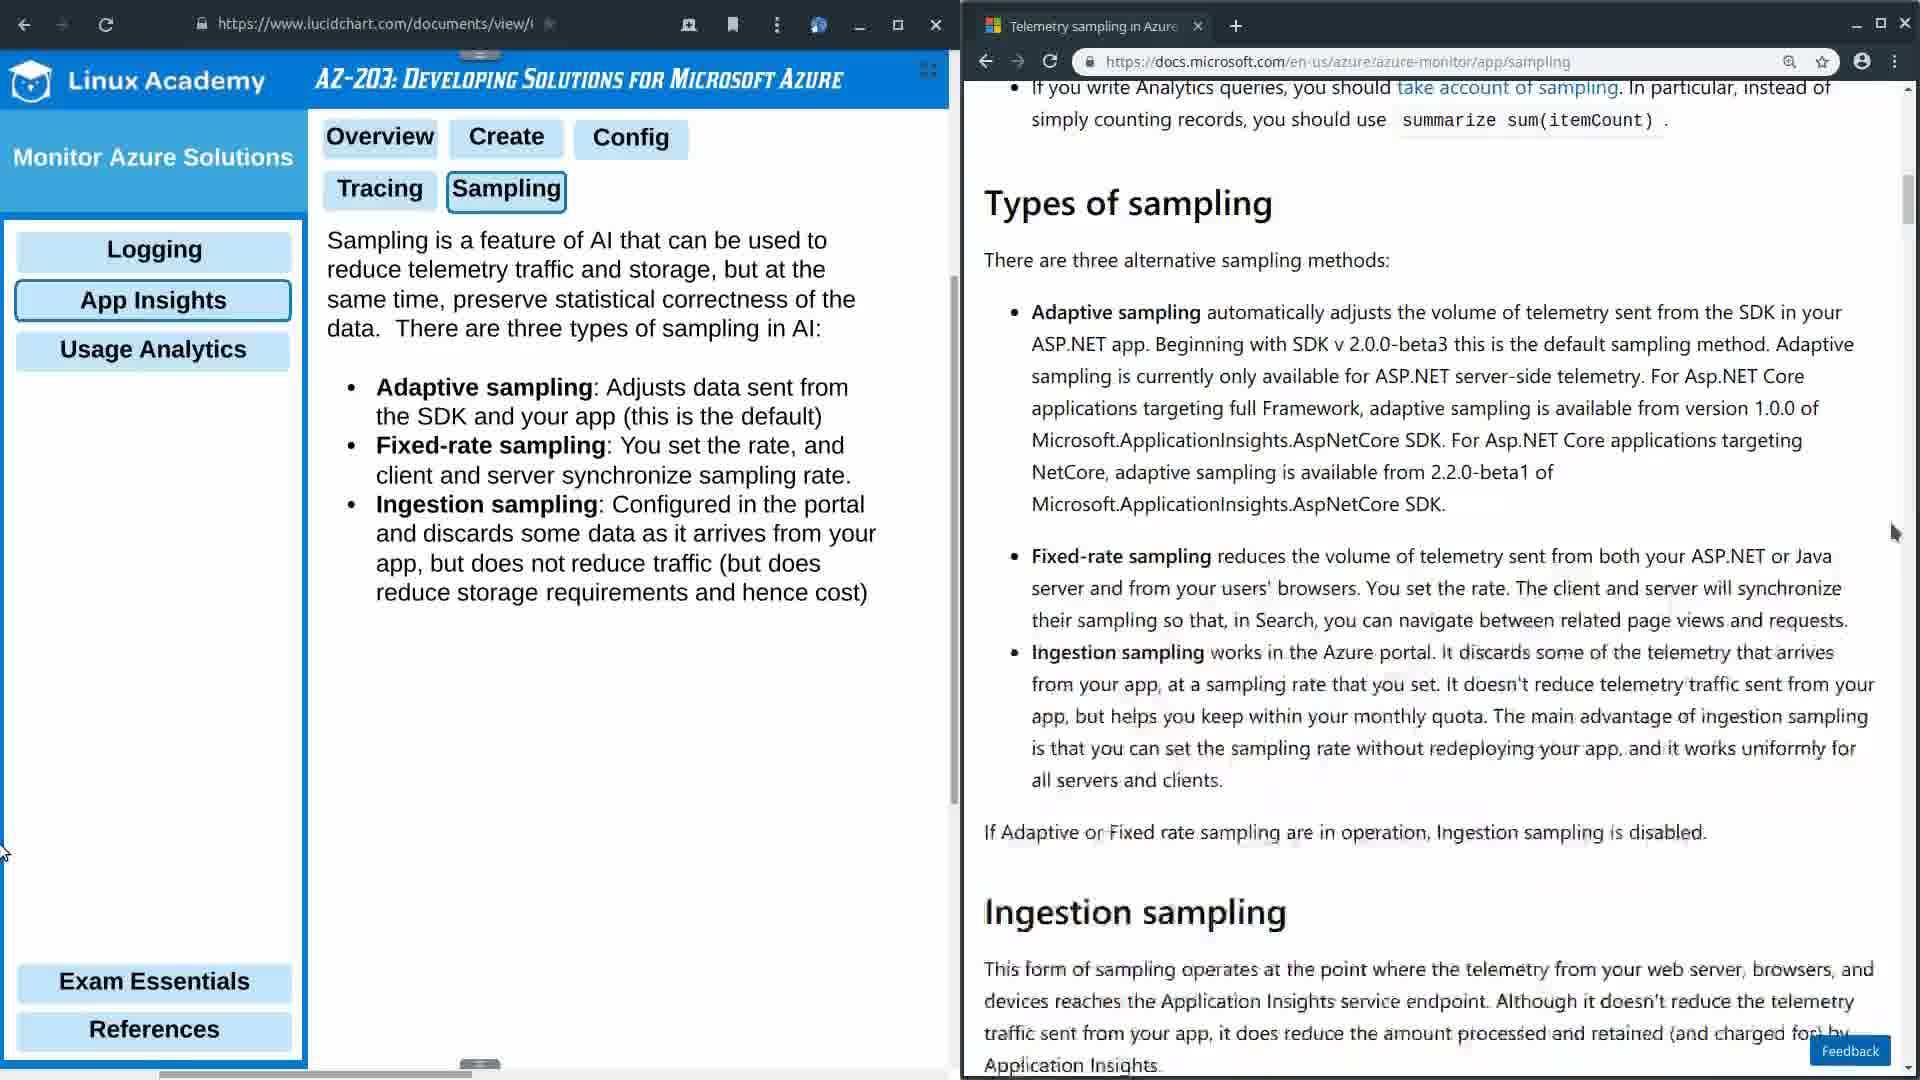 https://www.lucidchart.com/documents/view/
Linux Academy
AZ-203: Developing Solutions for Microsoft Azure
Monitor Azure Solutions
Overview
Create
Config
Tracing
Sampling
Logging
App Insights
Usage Analytics
Exam Essentials
References
Sampling is a feature of AI that can be used to
reduce telemetry traffic and storage, but at the
same time, preserve statistical correctness of the
data.  There are three types of sampling in AI:
• Adaptive sampling: Adjusts data sent from
the SDK and your app (this is the default)
• Fixed-rate sampling: You set the rate, and
client and server synchronize sampling rate.
• Ingestion sampling: Configured in the portal
and discards some data as it arrives from your
app, but does not reduce traffic (but does
reduce storage requirements and hence cost)
Telemetry sampling in Azure
https://docs.microsoft.com/en-us/azure/azure-monitor/app/sampling
• If you write Analytics queries, you should take account of sampling. In particular, instead of
simply counting records, you should use summarize sum(itemCount) .
Types of sampling
There are three alternative sampling methods:
• Adaptive sampling automatically adjusts the volume of telemetry sent from the SDK in your
ASP.NET app. Beginning with SDK v 2.0.0-beta3 this is the default sampling method. Adaptive
sampling is currently only available for ASP.NET server-side telemetry. For Asp.NET Core
applications targeting full Framework, adaptive sampling is available from version 1.0.0 of
Microsoft.ApplicationInsights.AspNetCore SDK. For Asp.NET Core applications targeting
NetCore, adaptive sampling is available from 2.2.0-beta1 of
Microsoft.ApplicationInsights.AspNetCore SDK.
• Fixed-rate sampling reduces the volume of telemetry sent from both your ASP.NET or Java
server and from your users' browsers. You set the rate. The client and server will synchronize
their sampling so that, in Search, you can navigate between related page views and requests.
• Ingestion sampling works in the Azure portal. It discards some of the telemetry that arrives
from your app, at a sampling rate that you set. It doesn't reduce telemetry traffic sent from your
app, but helps you keep within your monthly quota. The main advantage of ingestion sampling
is that you can set the sampling rate without redeploying your app, and it works uniformly for
all servers and clients.
If Adaptive or Fixed rate sampling are in operation, Ingestion sampling is disabled.
Ingestion sampling
This form of sampling operates at the point where the telemetry from your web server, browsers, and
devices reaches the Application Insights service endpoint. Although it doesn't reduce the telemetry
traffic sent from your app, it does reduce the amount processed and retained (and charged for) by
Application Insights.
Feedback